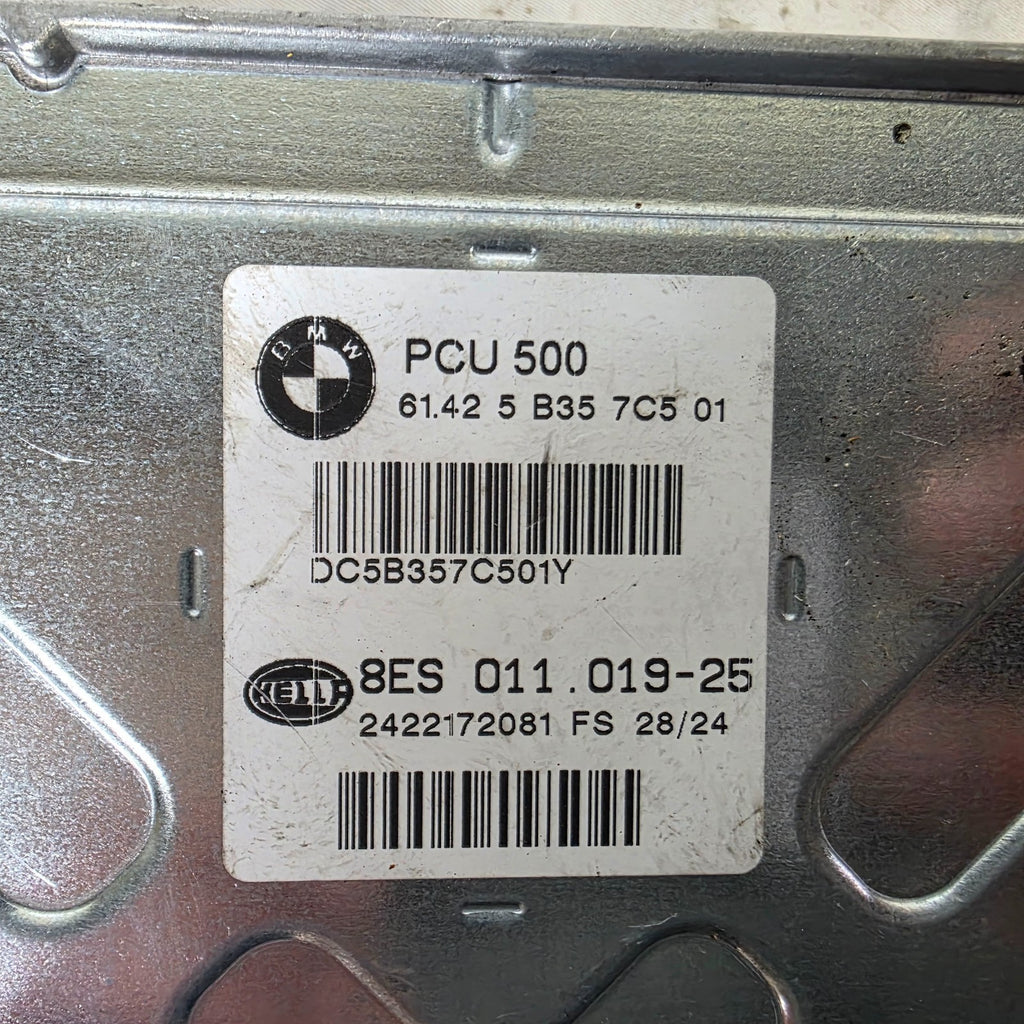 BMW
PCU 500
61.42 5 B35 7C5 01
DC5B357C501Y
HELLA
8ES 011.019-25
2422172081 FS 28/24